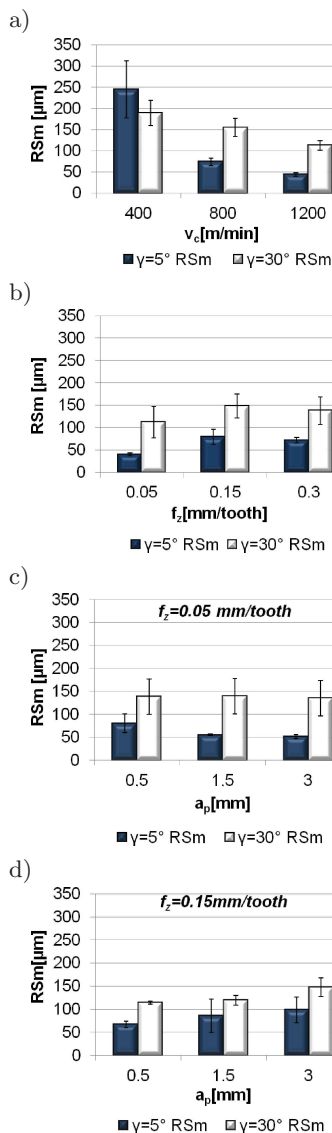 a)
350
300
250
200
150
100
50
0
RSm [µm]
400 800 1200
v_c[m/min]
γ=5° RSm γ=30° RSm
b)
350
300
250
200
150
100
50
0
RSm [µm]
0.05 0.15 0.3
f_z[mm/tooth]
γ=5° RSm γ=30° RSm
c)
350
300
250
200
150
100
50
0
RSm [µm]
f_z=0.05 mm/tooth
0.5 1.5 3
a_p[mm]
γ=5° RSm γ=30° RSm
d)
350
300
250
200
150
100
50
0
RSm[µm]
f_z=0.15mm/tooth
0.5 1.5 3
a_p[mm]
γ=5° RSm γ=30° RSm